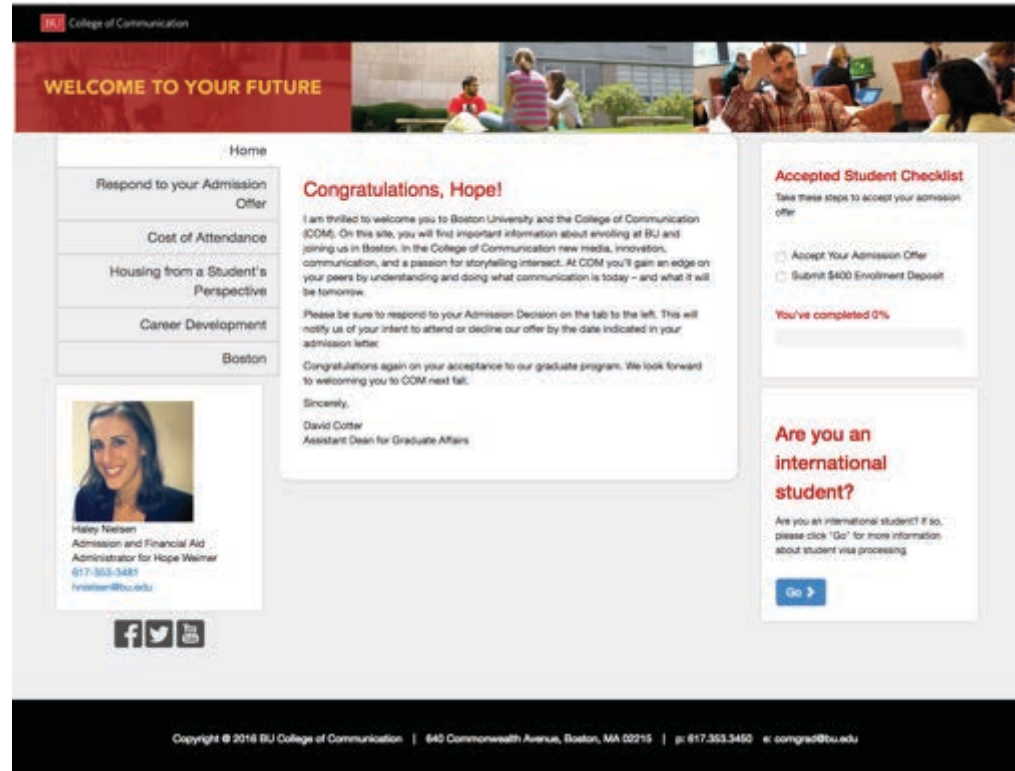 BU College of Communication
WELCOME TO YOUR FUTURE
Home
Respond to your Admission
Offer
Cost of Attendance
Housing from a Student's
Perspective
Career Development
Boston
Haley Nielsen
Admission and Financial Aid
Administrator for Hope Weimer
617-353-3481
hnielsen@bu.edu
You
Tube
Congratulations, Hope!
I am thrilled to welcome you to Boston University and the College of Communication
(COM). On this site, you will find important information about enrolling at BU and
joining us in Boston. In the College of Communication new media, innovation,
communication, and a passion for storytelling intersect. At COM you'll gain an edge on
your peers by understanding and doing what communication is today – and what it will
be tomorrow.
Please be sure to respond to your Admission Decision on the tab to the left. This will
notify us of your intent to attend or decline our offer by the date indicated in your
admission letter.
Congratulations again on your acceptance to our graduate program. We look forward
to welcoming you to COM next fall.
Sincerely,
David Cotter
Assistant Dean for Graduate Affairs
Accepted Student Checklist
Take these steps to accept your admission
offer
Accept Your Admission Offer
Submit $400 Enrollment Deposit
You've completed 0%
Are you an
international
student?
Are you an international student? If so,
please click "Go" for more information
about student visa processing.
Go
Copyright @ 2016 BU College of Communication | 640 Commonwealth Avenue, Boston, MA 02215 | p: 617.353.3450 e: comgrad@bu.edu